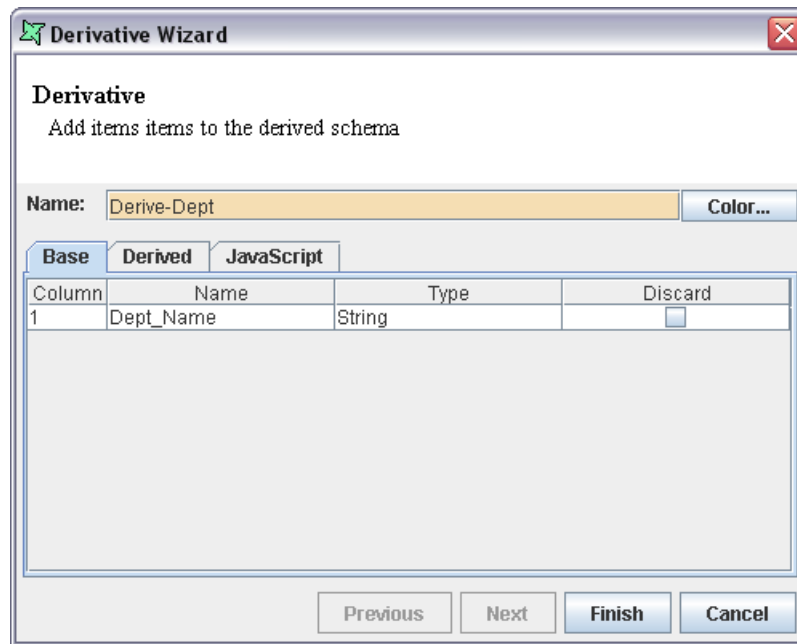 Derivative Wizard
Derivative
Add items items to the derived schema
Name: Derive-Dept Color...
Base Derived JavaScript
Column Name Type Discard
1 Dept_Name String
Previous Next Finish Cancel